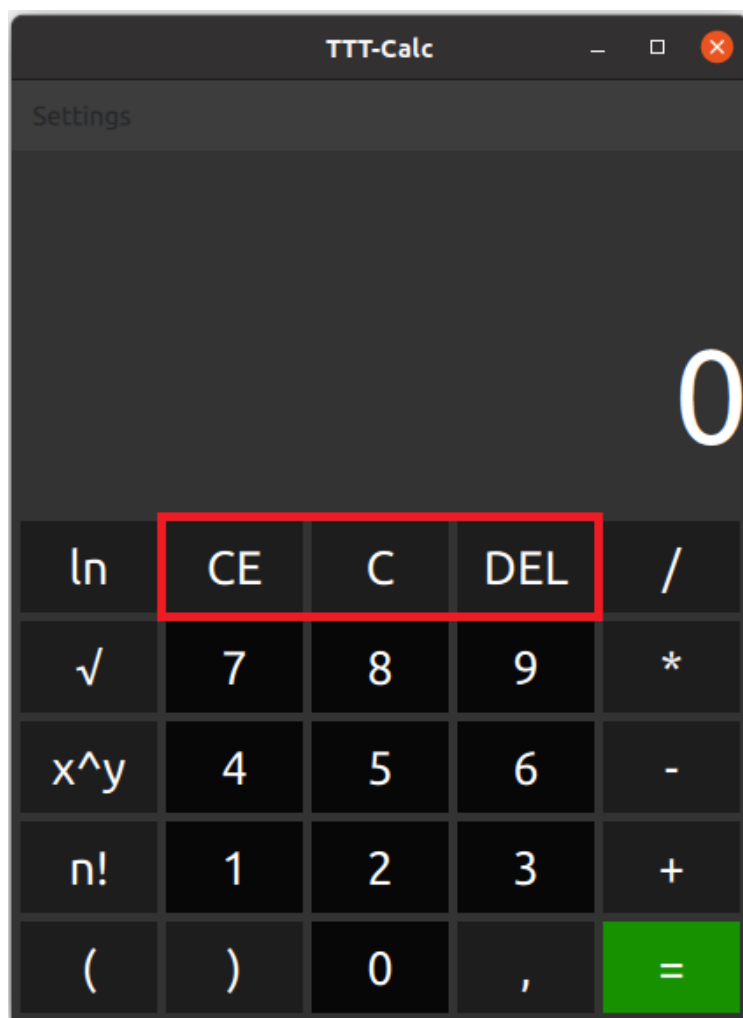 TTT-Calc
Settings
0
ln CE C DEL /
√ 7 8 9 *
x^y 4 5 6 -
n! 1 2 3 +
( ) 0 , =